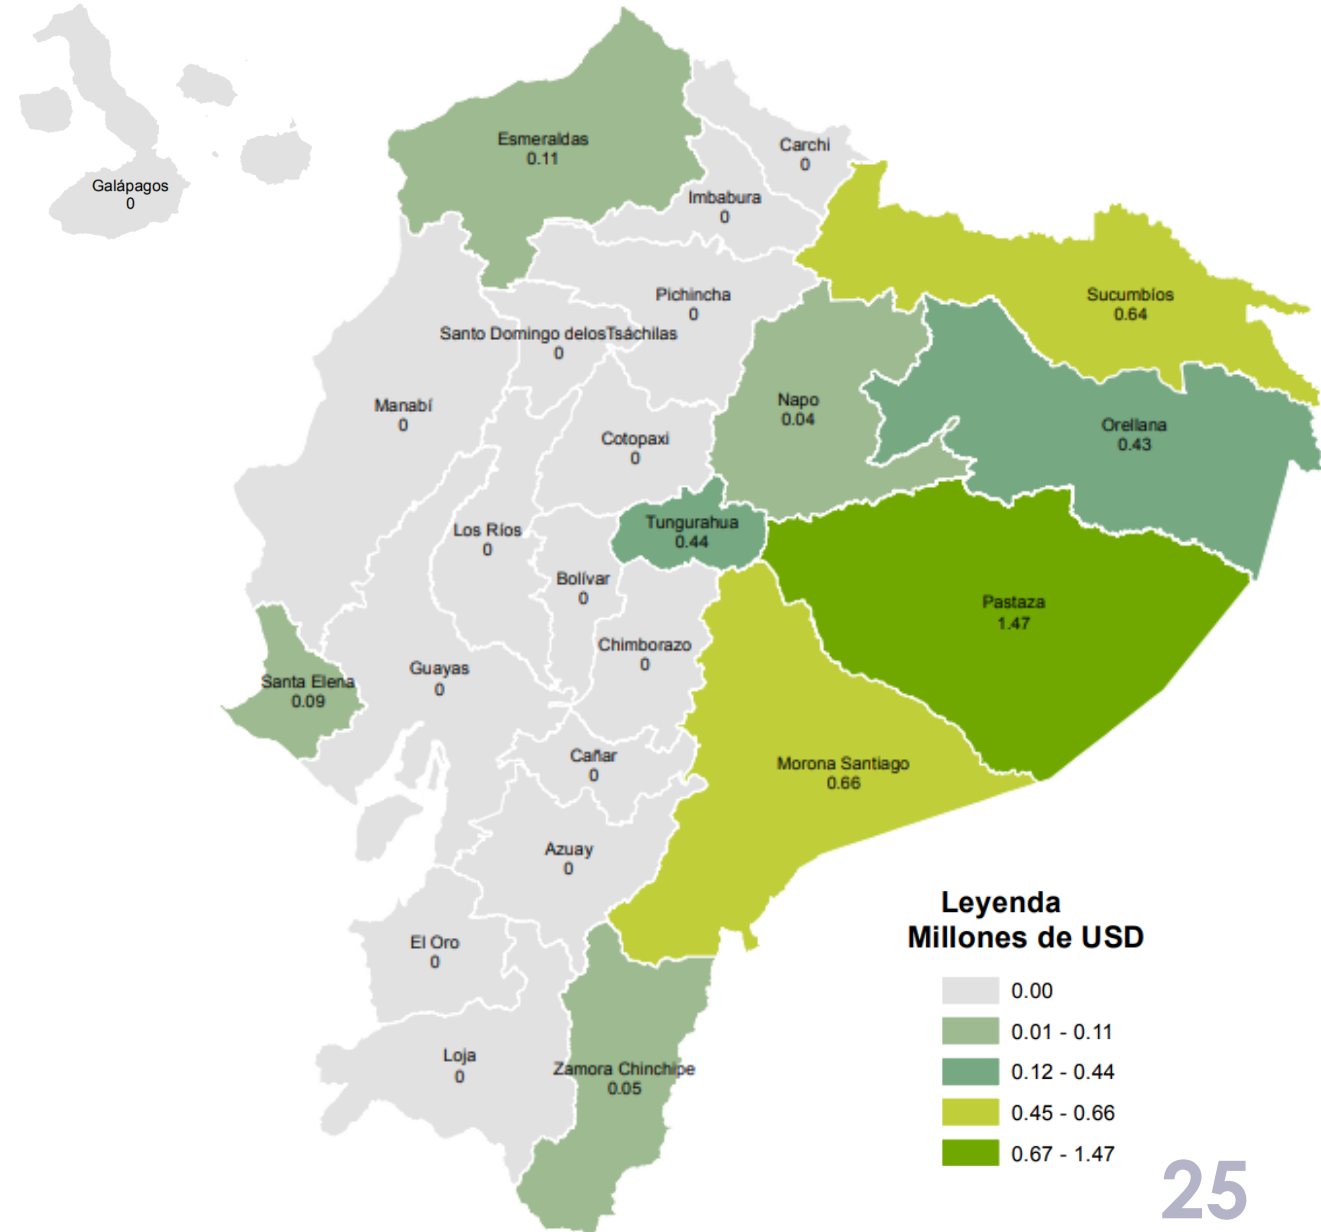 Esmeraldas
0.11
Carchi
0
Galápagos
0
Imbabura
0
Pichincha
0
Sucumbíos
0.64
Santo Domingo delosTsáchilas
0
Napo
0.04
Manabí
0
Orellana
0.43
Cotopaxi
0
Tungurahua
0.44
Los Ríos
0
Bolívar
0
Pastaza
1.47
Chimborazo
0
Guayas
0
Santa Elena
0.09
Cañar
0
Morona Santiago
0.66
Azuay
0
El Oro
0
Loja
0
Zamora Chinchipe
0.05
Leyenda
Millones de USD
0.00
0.01 - 0.11
0.12 - 0.44
0.45 - 0.66
0.67 - 1.47
25